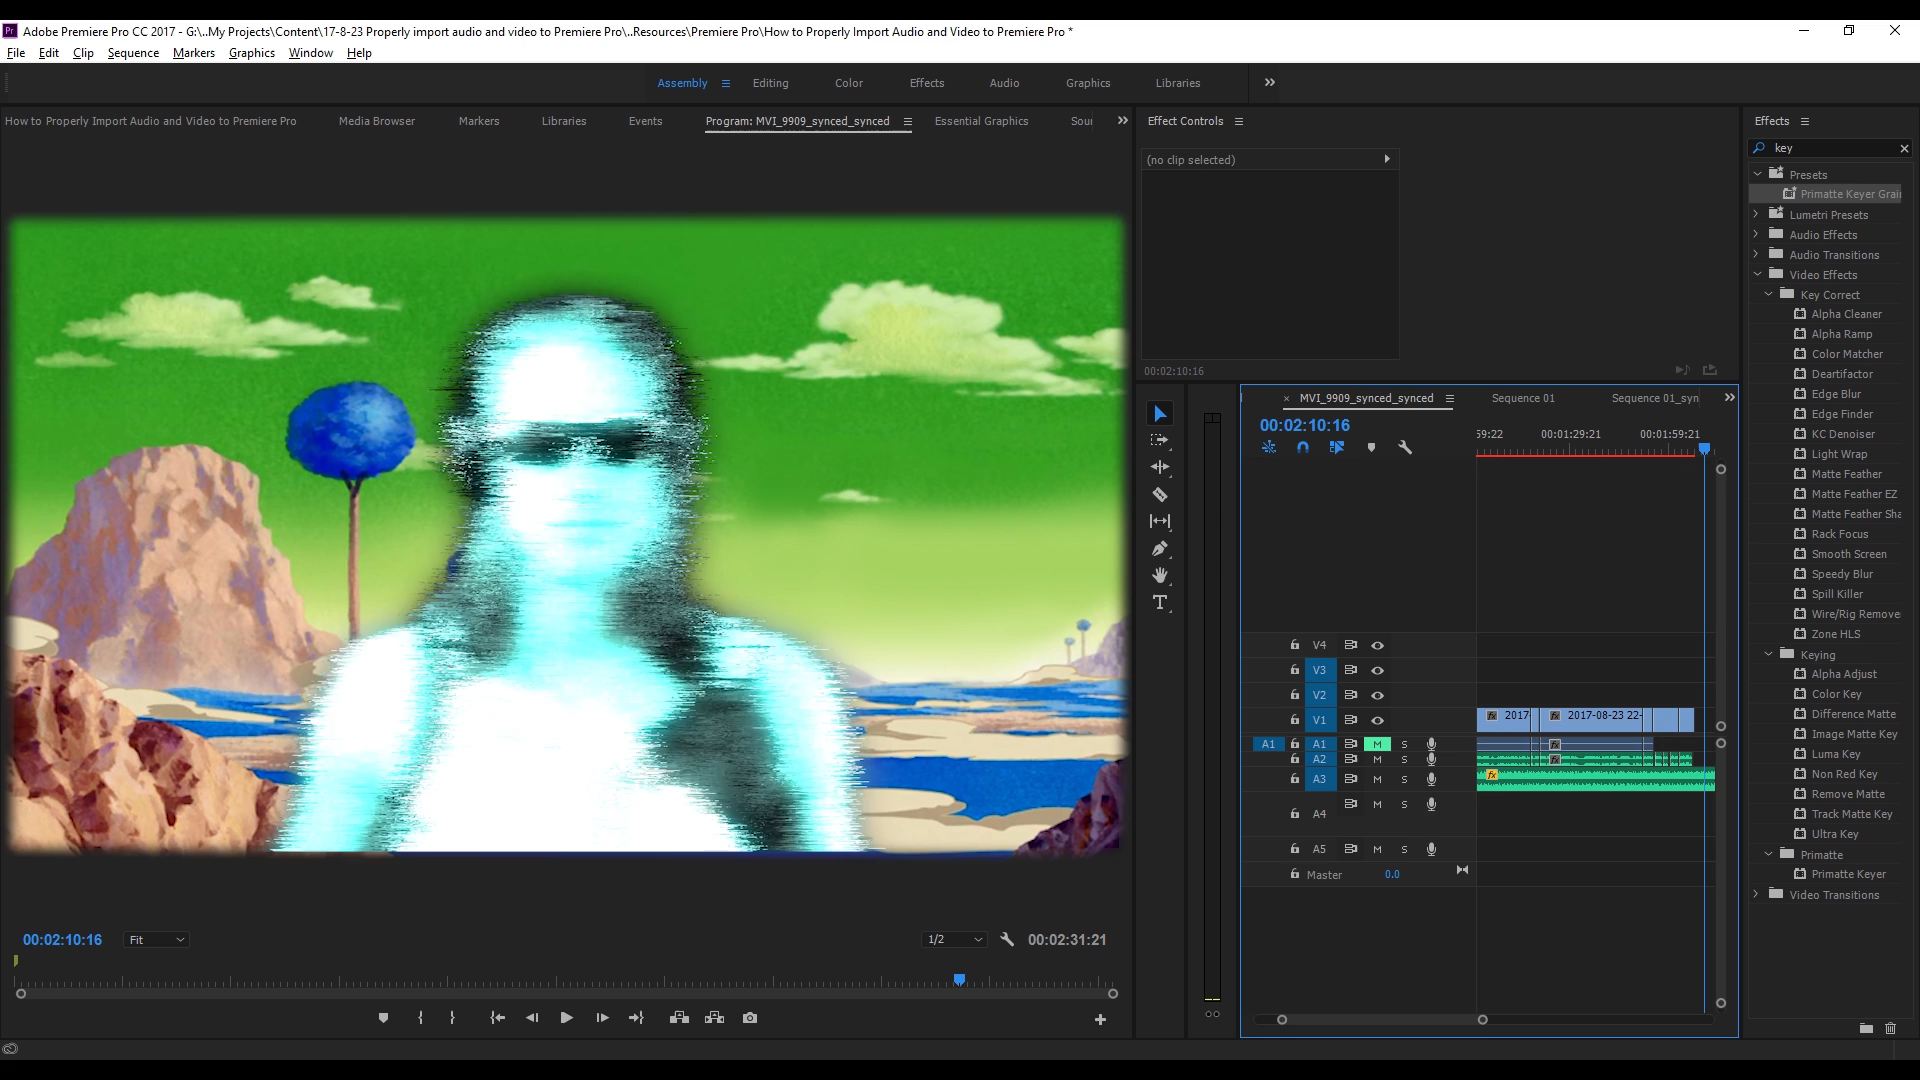 Pr Adobe Premiere Pro CC 2017 - G:\..My Projects\Content\17-8-23 Properly import audio and video to Premiere Pro\..Resources\Premiere Pro\How to Properly Import Audio and Video to Premiere Pro *
File Edit Clip Sequence Markers Graphics Window Help
Assembly Editing Color Effects Audio Graphics Libraries
How to Properly Import Audio and Video to Premiere Pro Media Browser Markers Libraries Events Program: MVI_9909_synced_synced Essential Graphics Sour
Effect Controls
(no clip selected)
00:02:10:16
Effects
key
Presets
Primatte Keyer Grai
Lumetri Presets
Audio Effects
Audio Transitions
Video Effects
Key Correct
Alpha Cleaner
Alpha Ramp
Color Matcher
Deartifactor
Edge Blur
Edge Finder
KC Denoiser
Light Wrap
Matte Feather
Matte Feather EZ
Matte Feather Sha
Rack Focus
Smooth Screen
Speedy Blur
Spill Killer
Wire/Rig Remove
Zone HLS
Keying
Alpha Adjust
Color Key
Difference Matte
Image Matte Key
Luma Key
Non Red Key
Remove Matte
Track Matte Key
Ultra Key
Primatte
Primatte Keyer
Video Transitions
× MVI_9909_synced_synced Sequence 01 Sequence 01_syn
00:02:10:16
59:22 00:01:29:21 00:01:59:21
T
V4
V3
V2
V1 fx 2017- fx 2017-08-23 22-
A1 A1 M S fx
A2 M S fx
A3 M S fx
A4 M S
A5 M S
Master 0.0
00:02:10:16 Fit 1/2 00:02:31:21